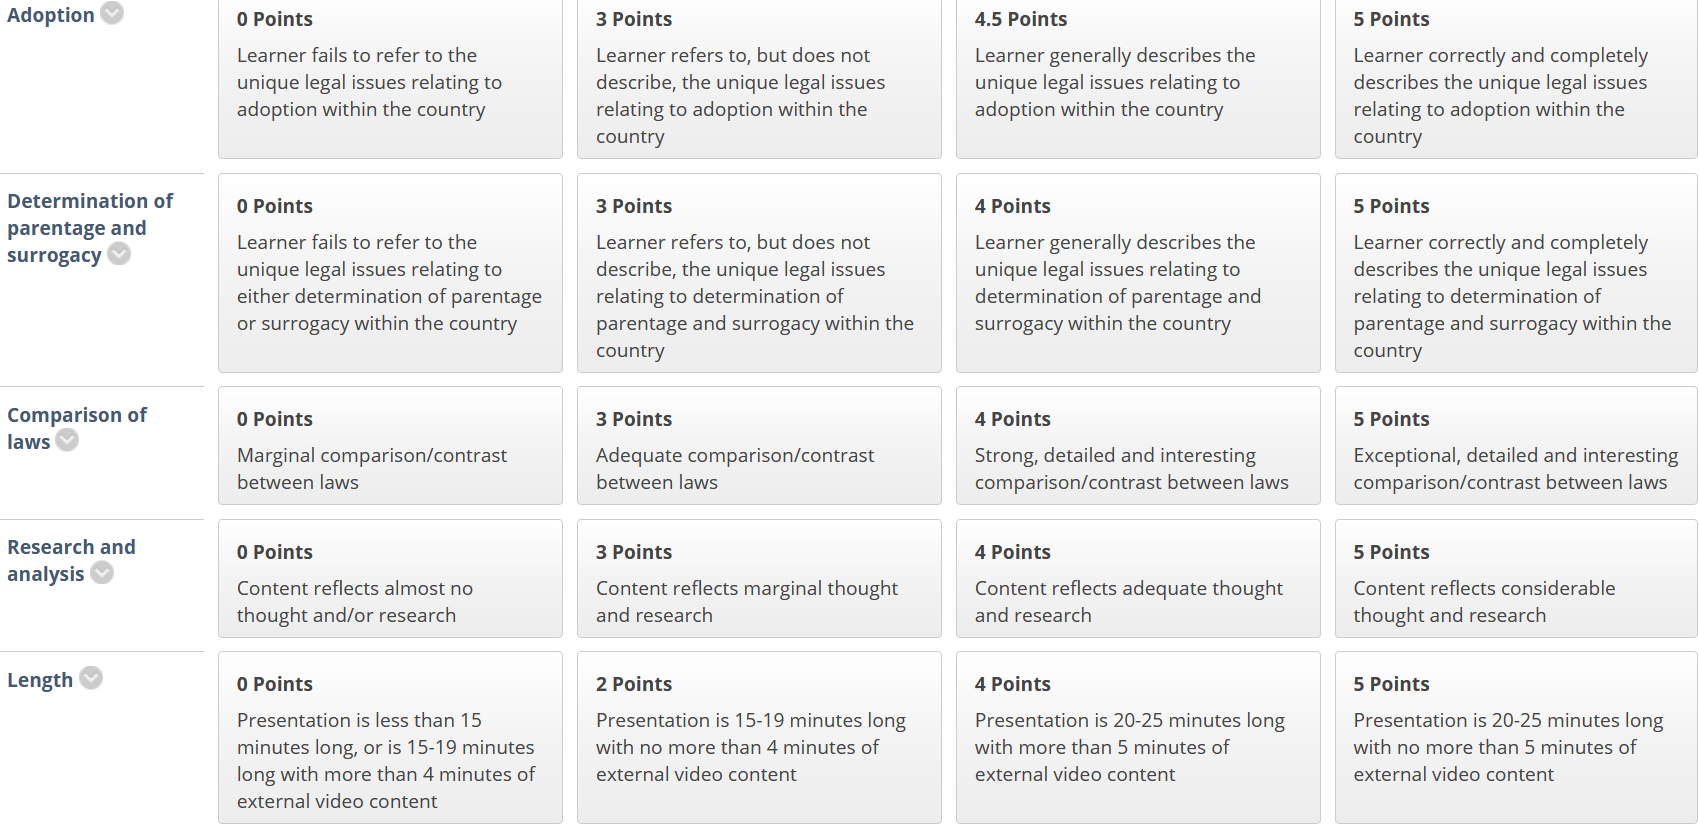 Adoption
0 Points
Learner fails to refer to the
unique legal issues relating to
adoption within the country
3 Points
Learner refers to, but does not
describe, the unique legal issues
relating to adoption within the
country
4.5 Points
Learner generally describes the
unique legal issues relating to
adoption within the country
5 Points
Learner correctly and completely
describes the unique legal issues
relating to adoption within the
country
Determination of
parentage and
surrogacy
0 Points
Learner fails to refer to the
unique legal issues relating to
either determination of parentage
or surrogacy within the country
3 Points
Learner refers to, but does not
describe, the unique legal issues
relating to determination of
parentage and surrogacy within the
country
4 Points
Learner generally describes the
unique legal issues relating to
determination of parentage and
surrogacy within the country
5 Points
Learner correctly and completely
describes the unique legal issues
relating to determination of
parentage and surrogacy within the
country
Comparison of
laws
0 Points
Marginal comparison/contrast
between laws
3 Points
Adequate comparison/contrast
between laws
4 Points
Strong, detailed and interesting
comparison/contrast between laws
5 Points
Exceptional, detailed and interesting
comparison/contrast between laws
Research and
analysis
0 Points
Content reflects almost no
thought and/or research
3 Points
Content reflects marginal thought
and research
4 Points
Content reflects adequate thought
and research
5 Points
Content reflects considerable
thought and research
Length
0 Points
Presentation is less than 15
minutes long, or is 15-19 minutes
long with more than 4 minutes of
external video content
2 Points
Presentation is 15-19 minutes long
with no more than 4 minutes of
external video content
4 Points
Presentation is 20-25 minutes long
with more than 5 minutes of
external video content
5 Points
Presentation is 20-25 minutes long
with no more than 5 minutes of
external video content